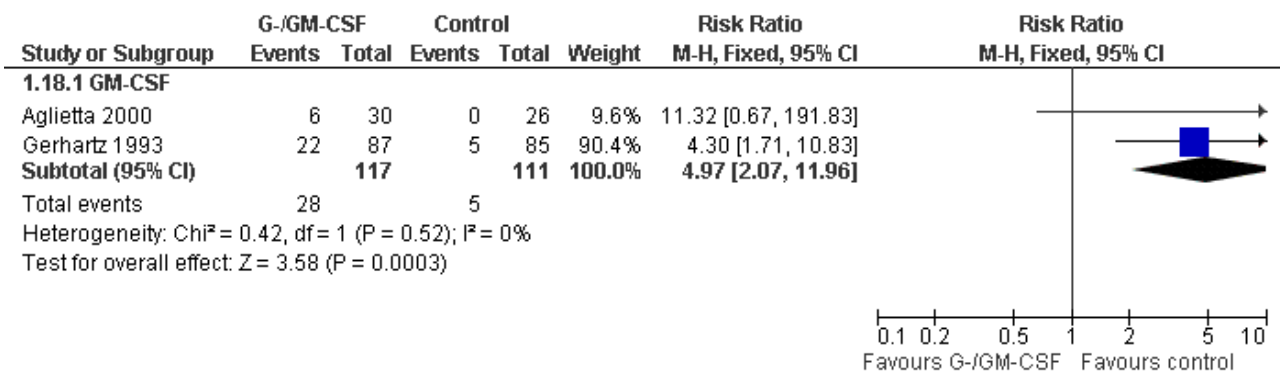 G-/GM-CSF Control Risk Ratio Risk Ratio
Study or Subgroup Events Total Events Total Weight M-H, Fixed, 95% CI M-H, Fixed, 95% CI
1.18.1 GM-CSF
Aglietta 2000 6 30 0 26 9.6% 11.32 [0.67, 191.83]
Gerhartz 1993 22 87 5 85 90.4% 4.30 [1.71, 10.83]
Subtotal (95% CI) 117 111 100.0% 4.97 [2.07, 11.96]
Total events 28 5
Heterogeneity: Chi² = 0.42, df = 1 (P = 0.52); I² = 0%
Test for overall effect: Z = 3.58 (P = 0.0003)
0.1 0.2 0.5 1 2 5 10
Favours G-/GM-CSF Favours control